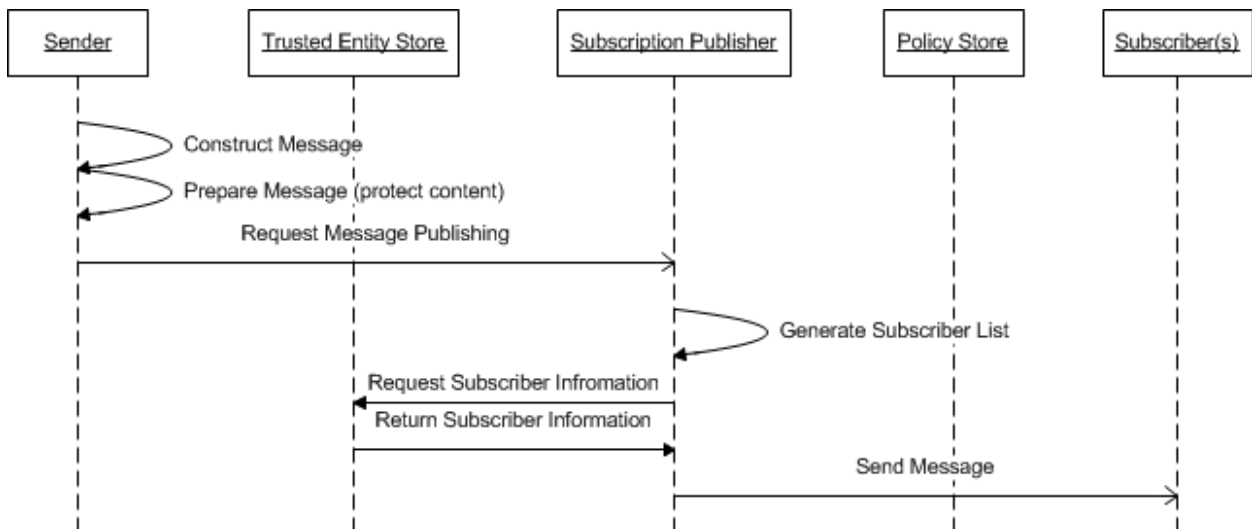 Sender
Trusted Entity Store
Subscription Publisher
Policy Store
Subscriber(s)
Construct Message
Prepare Message (protect content)
Request Message Publishing
Generate Subscriber List
Request Subscriber Infromation
Return Subscriber Information
Send Message